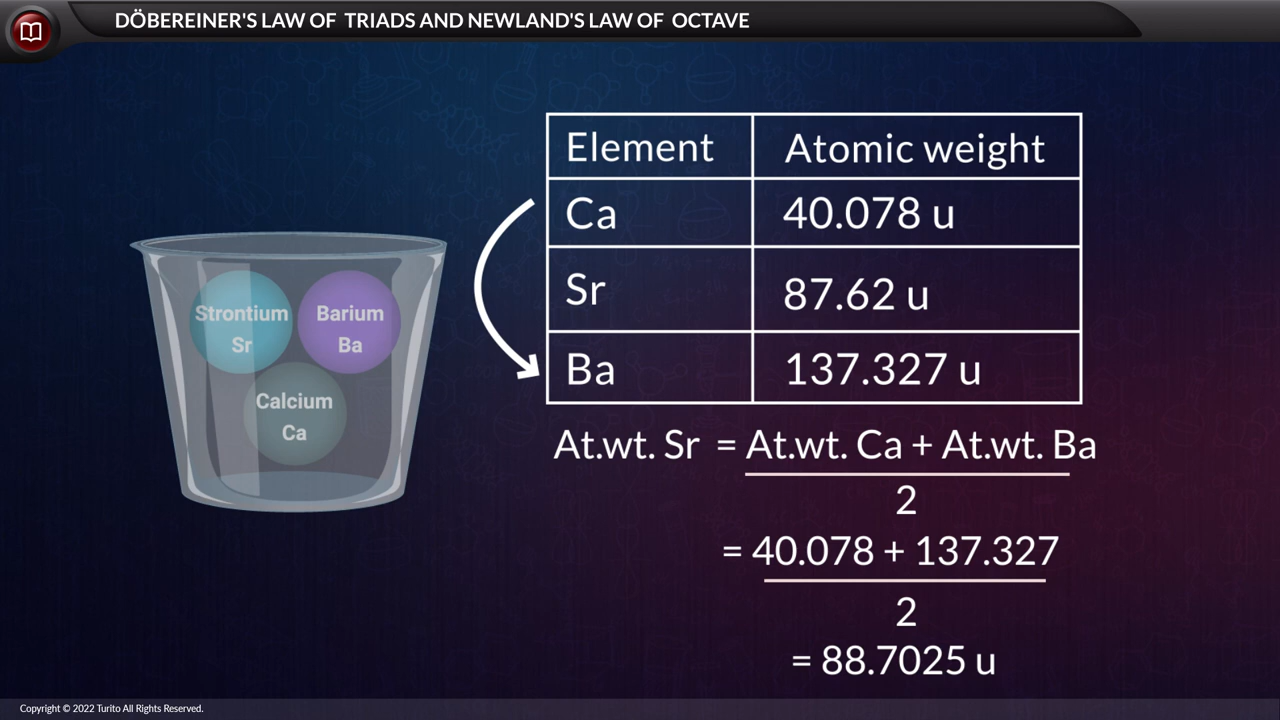 DÖBEREINER'S LAW OF TRIADS AND NEWLAND'S LAW OF OCTAVE
Strontium
Sr
Barium
Ba
Calcium
Ca
Element Atomic weight
Ca 40.078 u
Sr 87.62 u
Ba 137.327 u
At.wt. Sr = At.wt. Ca + At.wt. Ba
2
= 40.078 + 137.327
2
= 88.7025 u
Copyright © 2022 Turito All Rights Reserved.